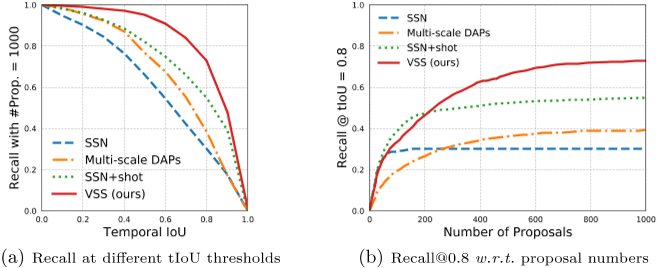 1.0
0.8
0.6
0.4
0.2
0.0
Recall with #Prop. = 1000
SSN
Multi-scale DAPs
SSN+shot
VSS (ours)
0.0 0.2 0.4 0.6 0.8 1.0
Temporal IoU
(a) Recall at different tIoU thresholds
1.0
0.8
0.6
0.4
0.2
0.0
Recall @ tIoU = 0.8
SSN
Multi-scale DAPs
SSN+shot
VSS (ours)
0 200 400 600 800 1000
Number of Proposals
(b) Recall@0.8 w.r.t. proposal numbers